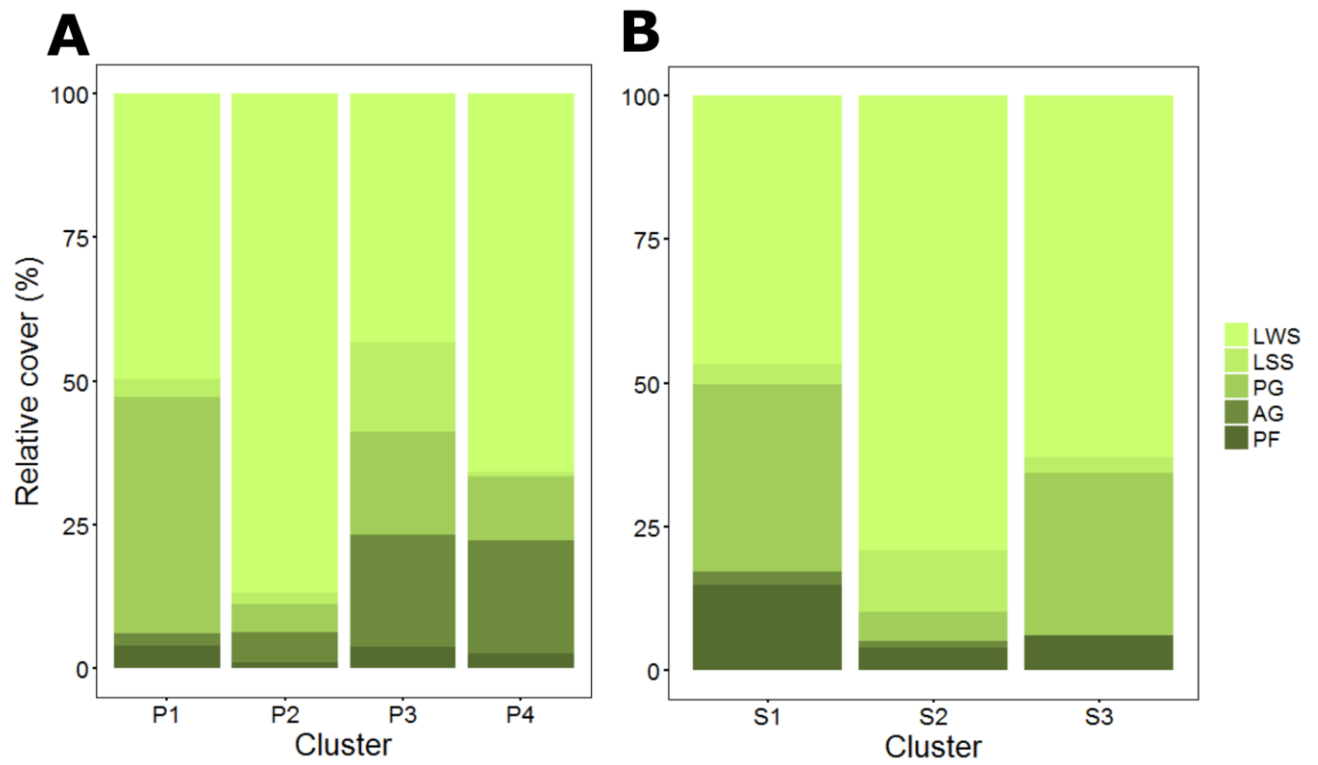 A
B
Relative cover (%)
100
75
50
25
0
P1 P2 P3 P4
Cluster
100
75
50
25
0
S1 S2 S3
Cluster
LWS
LSS
PG
AG
PF